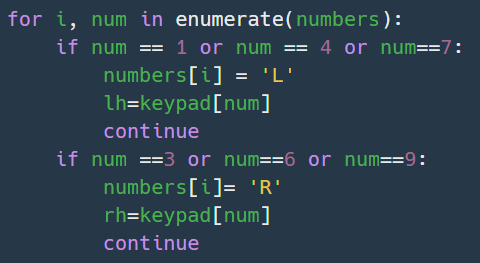 for i, num in enumerate(numbers):
    if num == 1 or num == 4 or num==7:
        numbers[i] = 'L'
        lh=keypad[num]
        continue
    if num ==3 or num==6 or num==9:
        numbers[i]= 'R'
        rh=keypad[num]
        continue